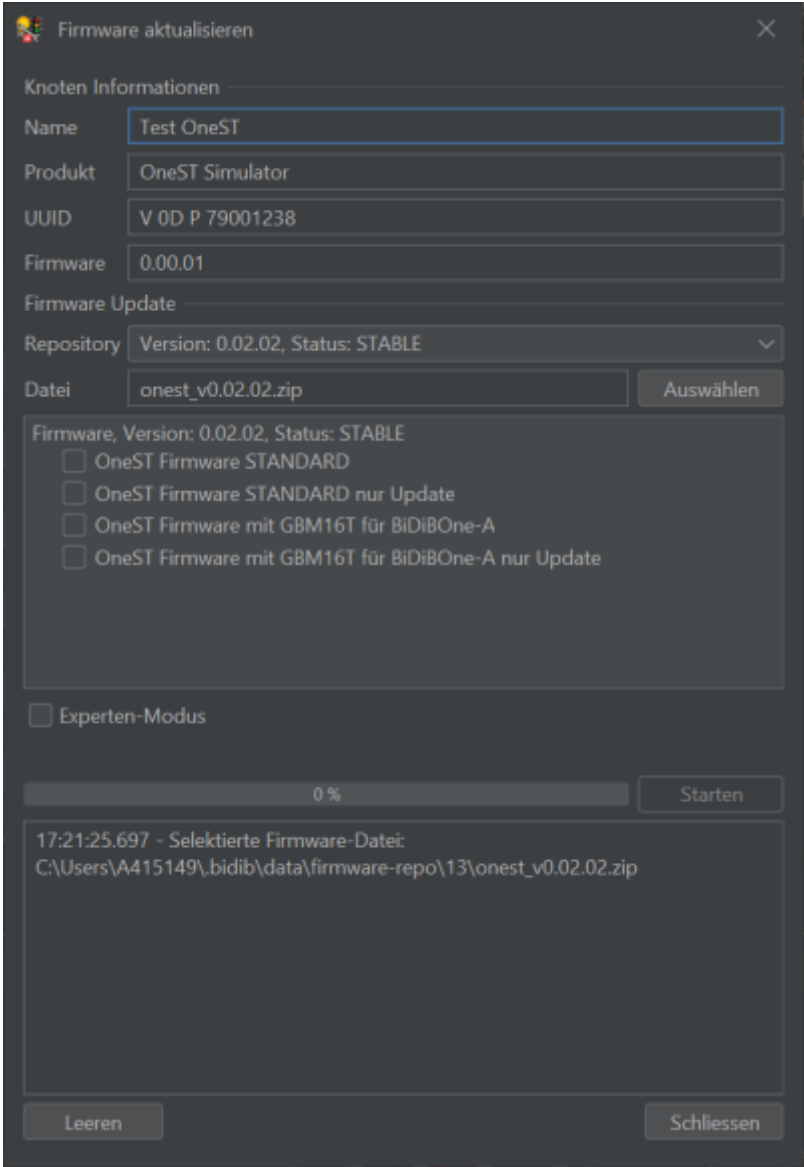 Firmware aktualisieren
Knoten Informationen
Name Test OneST
Produkt OneST Simulator
UUID V 0D P 79001238
Firmware 0.00.01
Firmware Update
Repository Version: 0.02.02, Status: STABLE
Datei onest_v0.02.02.zip Auswählen
Firmware, Version: 0.02.02, Status: STABLE
OneST Firmware STANDARD
OneST Firmware STANDARD nur Update
OneST Firmware mit GBM16T für BiDiBOne-A
OneST Firmware mit GBM16T für BiDiBOne-A nur Update
Experten-Modus
0 % Starten
17:21:25.697 - Selektierte Firmware-Datei:
C:\Users\A415149\.bidib\data\firmware-repo\13\onest_v0.02.02.zip
Leeren Schliessen